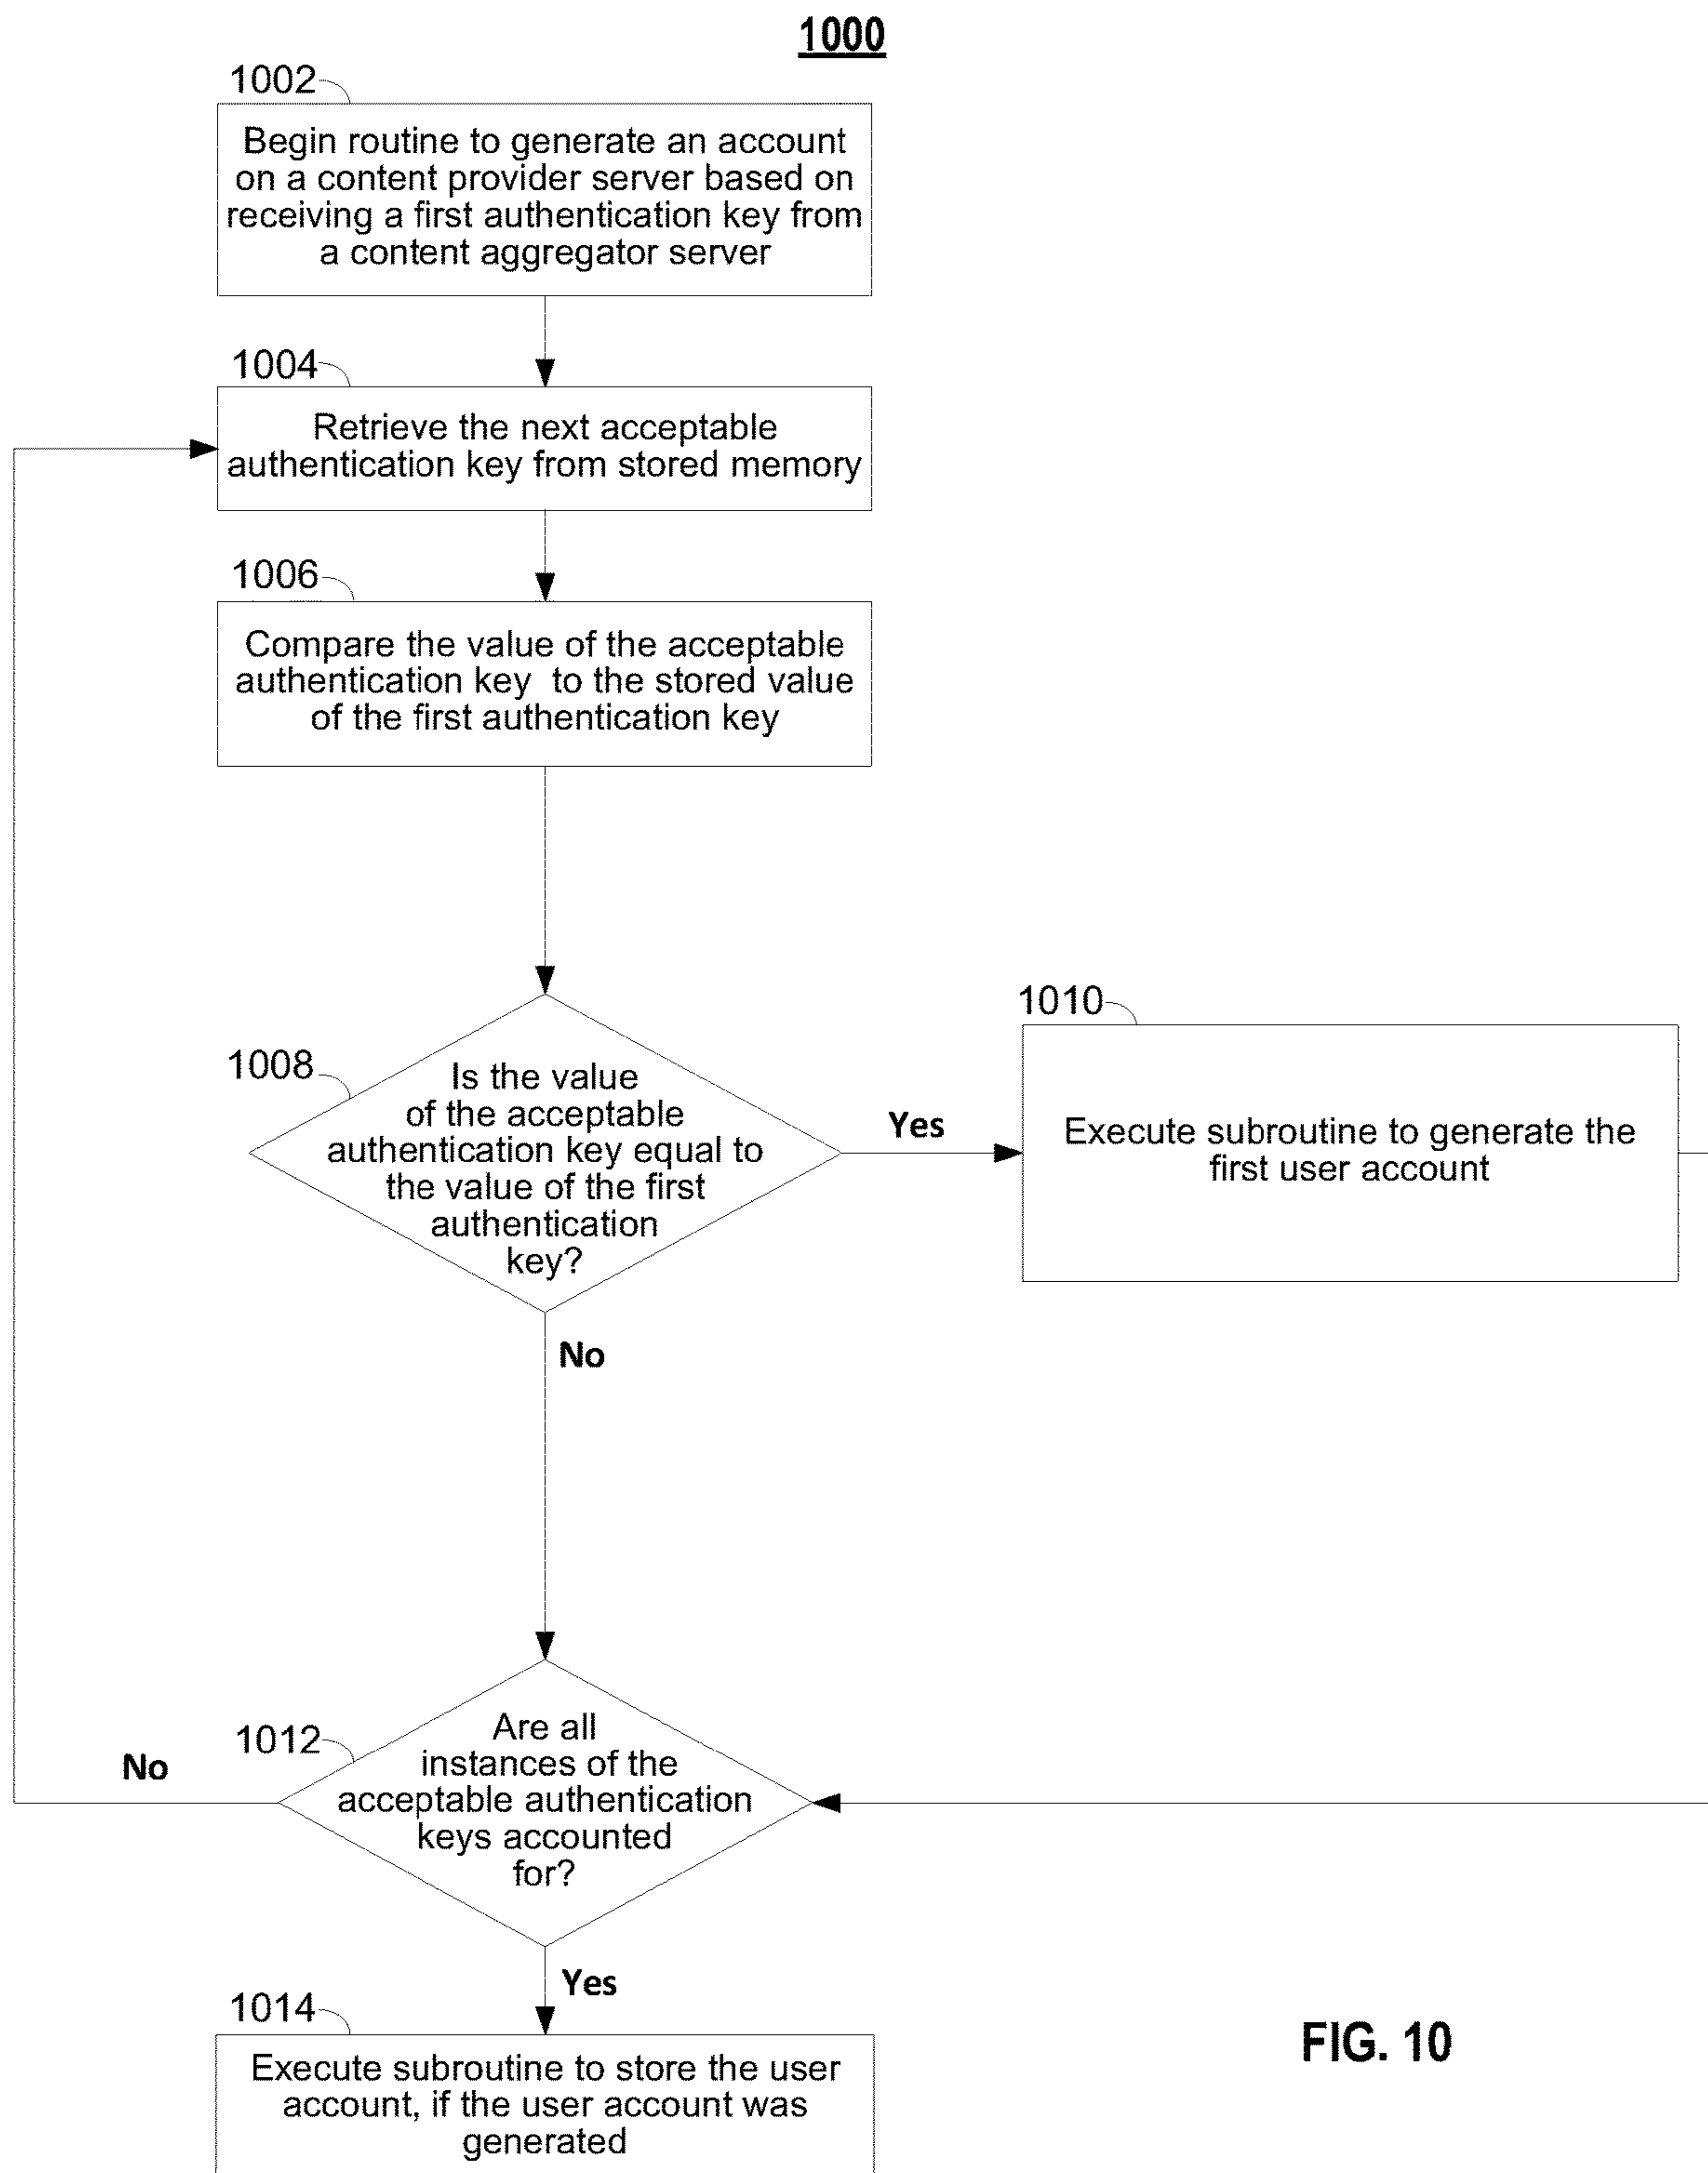 1000
1002
Begin routine to generate an account
on a content provider server based on
receiving a first authentication key from
a content aggregator server
1004
Retrieve the next acceptable
authentication key from stored memory
1006
Compare the value of the acceptable
authentication key to the stored value
of the first authentication key
1008
Is the value
of the acceptable
authentication key equal to
the value of the first
authentication
key?
Yes
1010
Execute subroutine to generate the
first user account
No
1012
Are all
instances of the
acceptable authentication
keys accounted
for?
No
Yes
1014
Execute subroutine to store the user
account, if the user account was
generated
FIG. 10